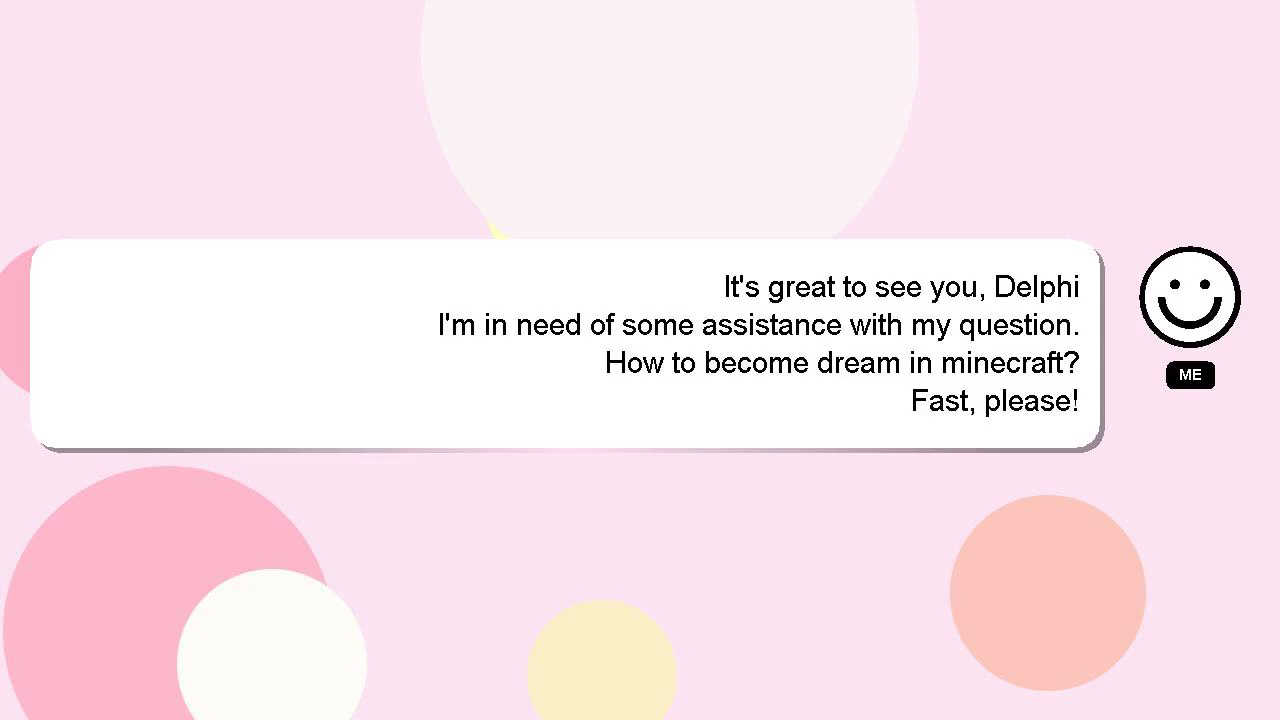 It's great to see you, Delphi
I'm in need of some assistance with my question.
How to become dream in minecraft?
Fast, please!
ME